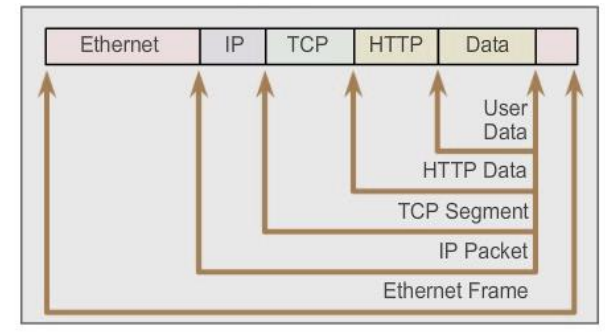 Ethernet IP TCP HTTP Data
User
Data
HTTP Data
TCP Segment
IP Packet
Ethernet Frame